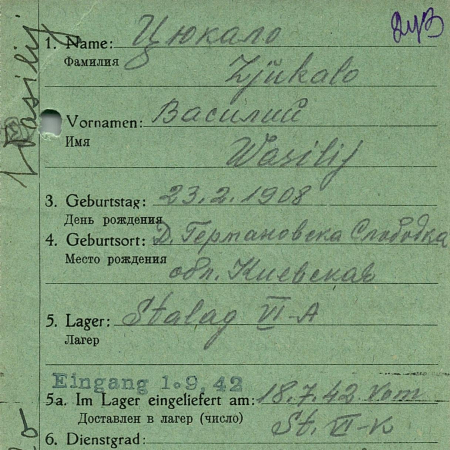 1. Name: Цюкало
Фамилия
Zjukalo
Vornamen: Василий
Имя
Wasilij
3. Geburtstag: 23.2.1908
День рождения
4. Geburtsort: Д. Германовска Слободка
Место рождения
обл. Киевская
5. Lager: Stalag VI-A
Лагер
Eingang 1.9.42
5a. Im Lager eingeliefert am: 18.7.42 vom
Доставлен в лагер (число) St. VI-K
6. Dienstgrad:
Wasilij